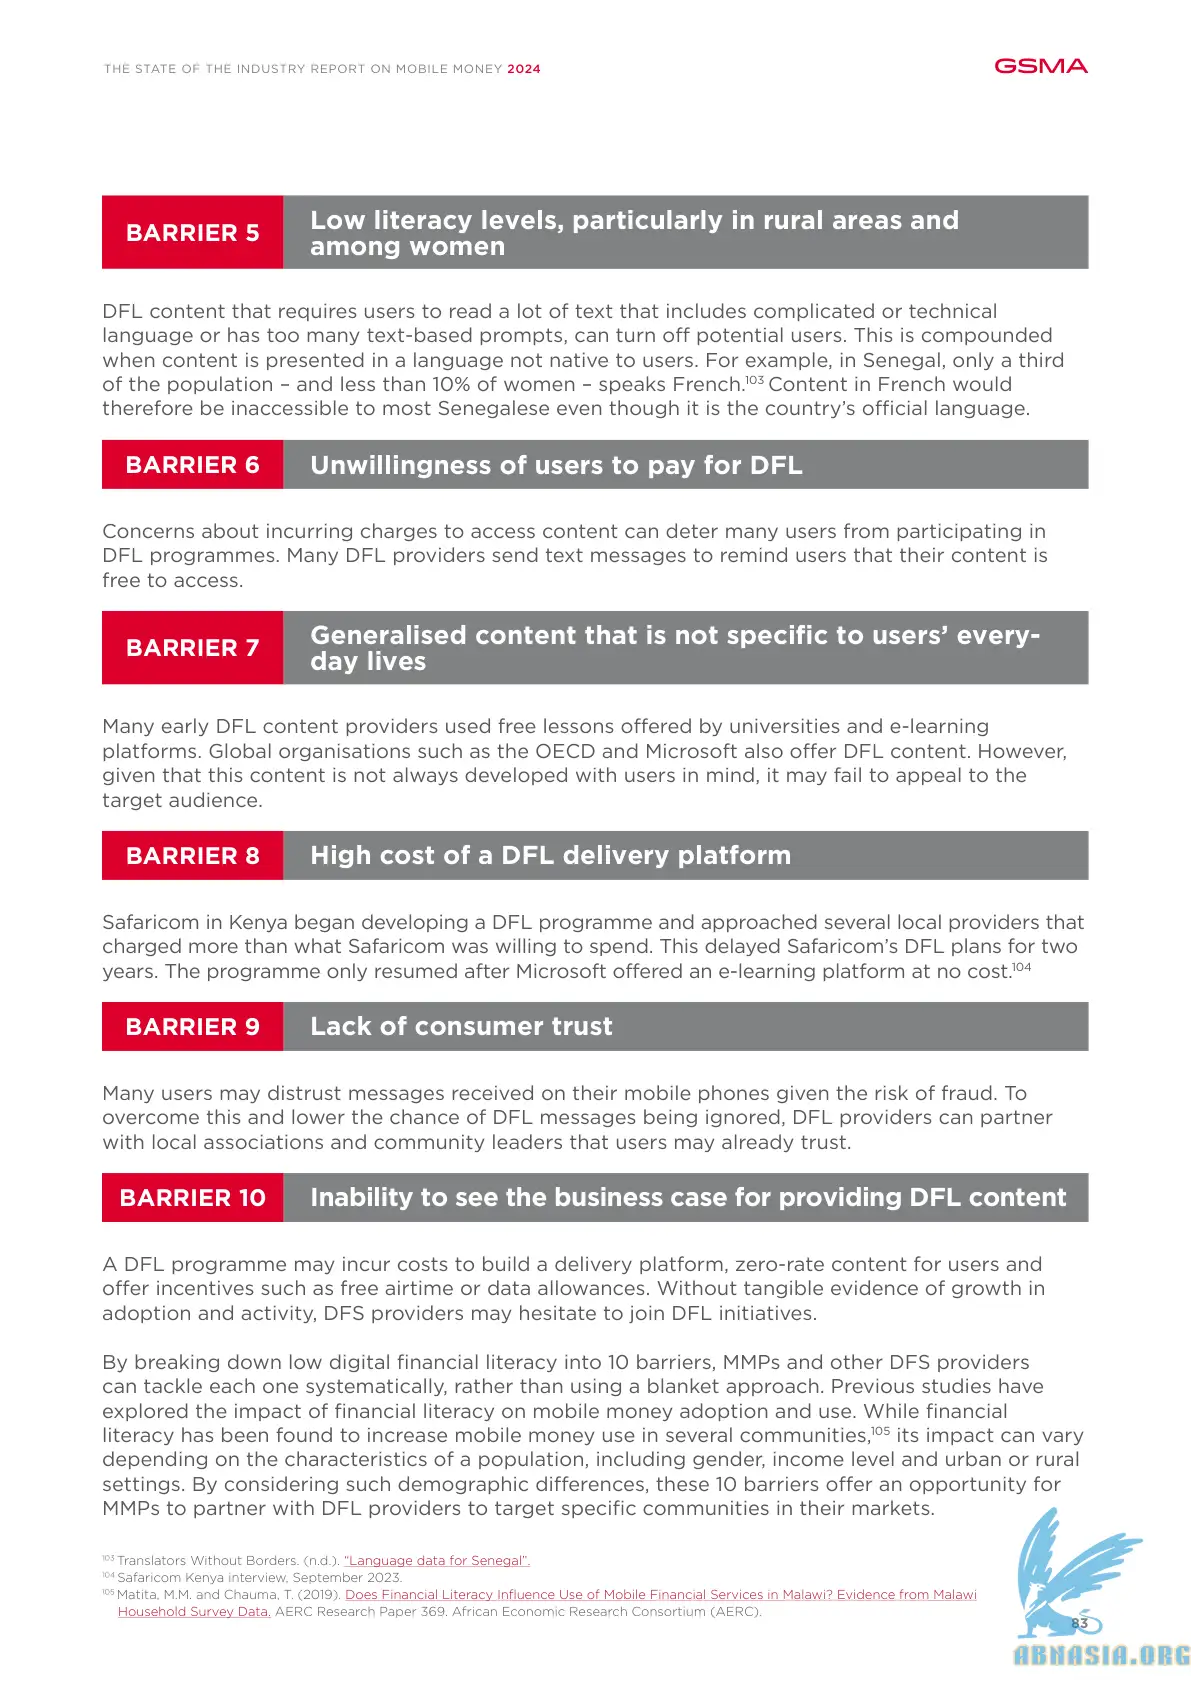 THE STATE OF THE INDUSTRY REPORT ON MOBILE MONEY 2024
GSMA
BARRIER 5
Low literacy levels, particularly in rural areas and
among women
DFL content that requires users to read a lot of text that includes complicated or technical
language or has too many text-based prompts, can turn off potential users. This is compounded
when content is presented in a language not native to users. For example, in Senegal, only a third
of the population – and less than 10% of women – speaks French.103 Content in French would
therefore be inaccessible to most Senegalese even though it is the country’s official language.
BARRIER 6
Unwillingness of users to pay for DFL
Concerns about incurring charges to access content can deter many users from participating in
DFL programmes. Many DFL providers send text messages to remind users that their content is
free to access.
BARRIER 7
Generalised content that is not specific to users’ every-
day lives
Many early DFL content providers used free lessons offered by universities and e-learning
platforms. Global organisations such as the OECD and Microsoft also offer DFL content. However,
given that this content is not always developed with users in mind, it may fail to appeal to the
target audience.
BARRIER 8
High cost of a DFL delivery platform
Safaricom in Kenya began developing a DFL programme and approached several local providers that
charged more than what Safaricom was willing to spend. This delayed Safaricom’s DFL plans for two
years. The programme only resumed after Microsoft offered an e-learning platform at no cost.104
BARRIER 9
Lack of consumer trust
Many users may distrust messages received on their mobile phones given the risk of fraud. To
overcome this and lower the chance of DFL messages being ignored, DFL providers can partner
with local associations and community leaders that users may already trust.
BARRIER 10
Inability to see the business case for providing DFL content
A DFL programme may incur costs to build a delivery platform, zero-rate content for users and
offer incentives such as free airtime or data allowances. Without tangible evidence of growth in
adoption and activity, DFS providers may hesitate to join DFL initiatives.
By breaking down low digital financial literacy into 10 barriers, MMPs and other DFS providers
can tackle each one systematically, rather than using a blanket approach. Previous studies have
explored the impact of financial literacy on mobile money adoption and use. While financial
literacy has been found to increase mobile money use in several communities,105 its impact can vary
depending on the characteristics of a population, including gender, income level and urban or rural
settings. By considering such demographic differences, these 10 barriers offer an opportunity for
MMPs to partner with DFL providers to target specific communities in their markets.
103 Translators Without Borders. (n.d.). “Language data for Senegal”.
104 Safaricom Kenya interview, September 2023.
105 Matita, M.M. and Chauma, T. (2019). Does Financial Literacy Influence Use of Mobile Financial Services in Malawi? Evidence from Malawi
Household Survey Data. AERC Research Paper 369. African Economic Research Consortium (AERC).
83
ABNASIA.ORG